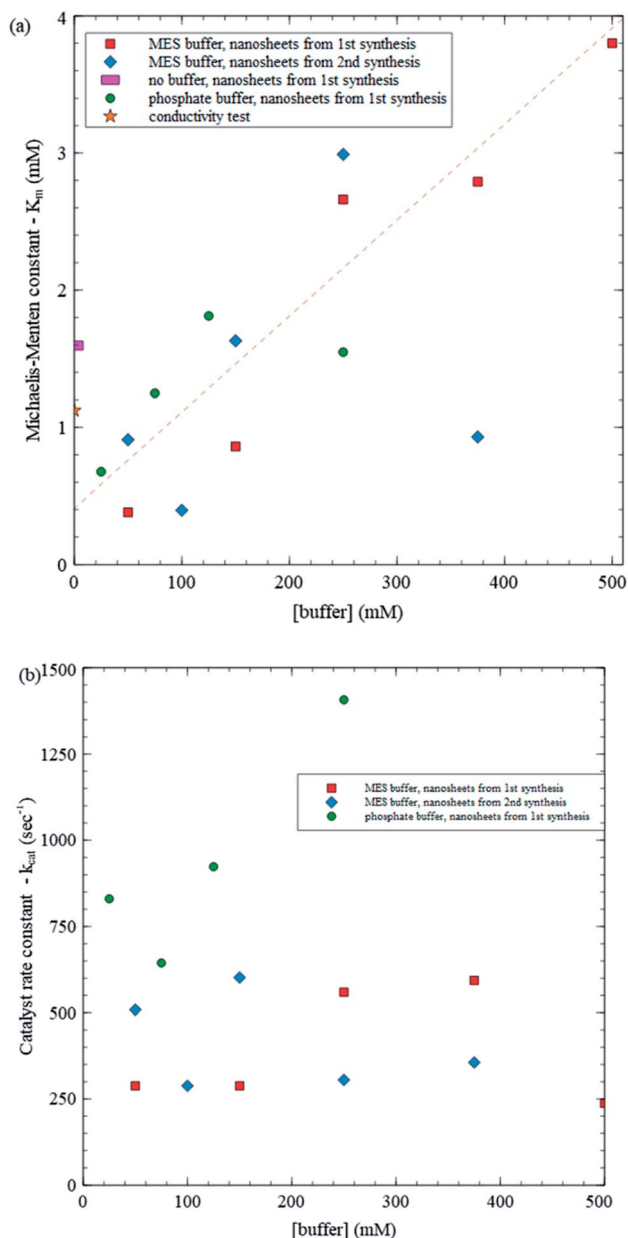 (a)
4
3
2
1
0
Michaelis-Menten constant - Km (mM)
MES buffer, nanosheets from 1st synthesis
MES buffer, nanosheets from 2nd synthesis
no buffer, nanosheets from 1st synthesis
phosphate buffer, nanosheets from 1st synthesis
conductivity test
0 100 200 300 400 500
[buffer] (mM)
(b)
1500
1250
1000
750
500
250
0
Catalyst rate constant - kcat (sec-1)
MES buffer, nanosheets from 1st synthesis
MES buffer, nanosheets from 2nd synthesis
phosphate buffer, nanosheets from 1st synthesis
0 100 200 300 400 500
[buffer] (mM)